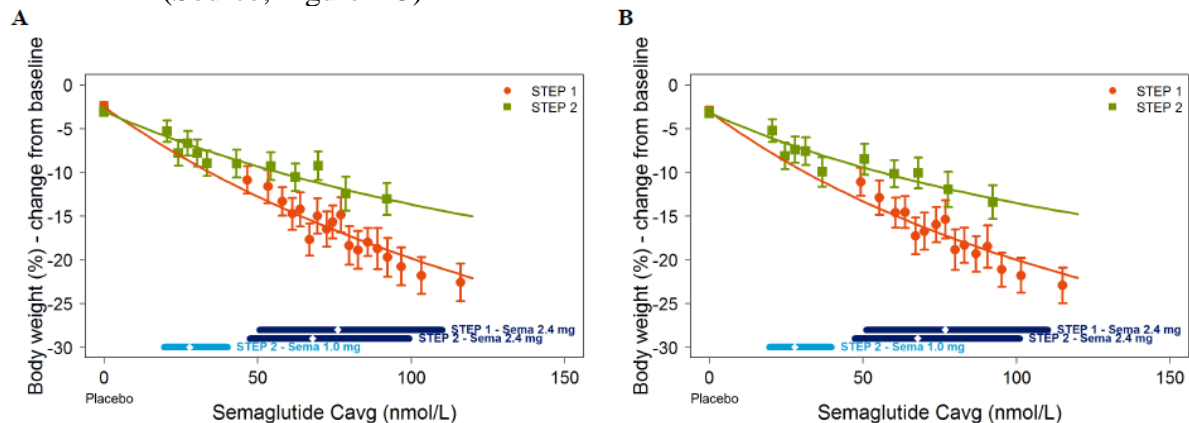 A
B
Body weight (%) - change from baseline
0
-5
-10
-15
-20
-25
-30
STEP 1
STEP 2
STEP 1 - Sema 2.4 mg
STEP 2 - Sema 2.4 mg
STEP 2 - Sema 1.0 mg
0
50
100
150
Placebo
Semaglutide Cavg (nmol/L)
Body weight (%) - change from baseline
0
-5
-10
-15
-20
-25
-30
STEP 1
STEP 2
STEP 1 - Sema 2.4 mg
STEP 2 - Sema 2.4 mg
STEP 2 - Sema 1.0 mg
0
50
100
150
Placebo
Semaglutide Cavg (nmol/L)